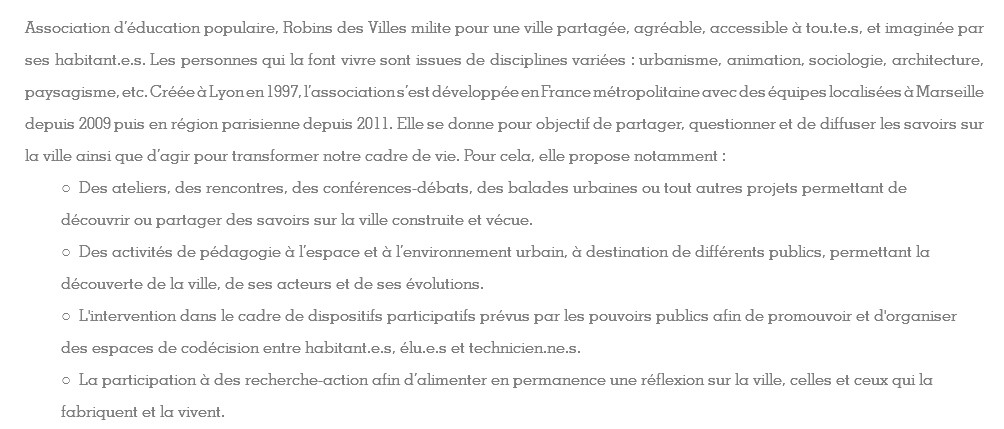 Association d’éducation populaire, Robins des Villes milite pour une ville partagée, agréable, accessible à tou.te.s, et imaginée par
ses habitant.e.s. Les personnes qui la font vivre sont issues de disciplines variées : urbanisme, animation, sociologie, architecture,
paysagisme, etc. Créée à Lyon en 1997, l’association s’est développée en France métropolitaine avec des équipes localisées à Marseille
depuis 2009 puis en région parisienne depuis 2011. Elle se donne pour objectif de partager, questionner et de diffuser les savoirs sur
la ville ainsi que d’agir pour transformer notre cadre de vie. Pour cela, elle propose notamment :
○ Des ateliers, des rencontres, des conférences-débats, des balades urbaines ou tout autres projets permettant de
découvrir ou partager des savoirs sur la ville construite et vécue.
○ Des activités de pédagogie à l’espace et à l’environnement urbain, à destination de différents publics, permettant la
découverte de la ville, de ses acteurs et de ses évolutions.
○ L'intervention dans le cadre de dispositifs participatifs prévus par les pouvoirs publics afin de promouvoir et d'organiser
des espaces de codécision entre habitant.e.s, élu.e.s et technicien.ne.s.
○ La participation à des recherche-action afin d’alimenter en permanence une réflexion sur la ville, celles et ceux qui la
fabriquent et la vivent.